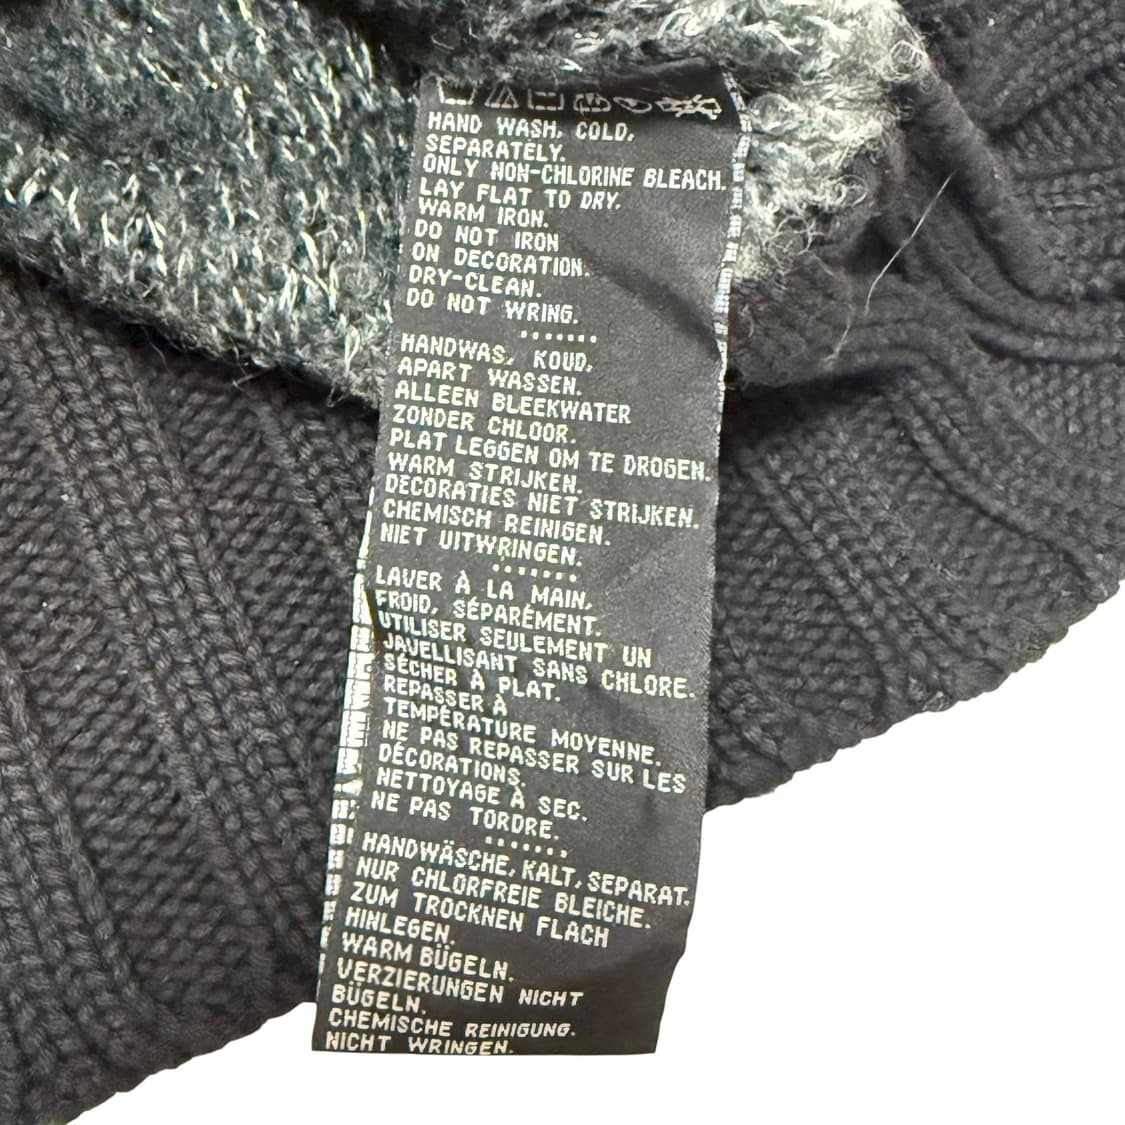 HAND WASH, COLD,
SEPARATELY.
ONLY NON-CHLORINE BLEACH.
LAY FLAT TO DRY.
WARM IRON.
DO NOT IRON
ON DECORATION.
DRY-CLEAN.
DO NOT WRING.
HANDWAS, KOUD,
APART WASSEN.
ALLEEN BLEEKWATER
ZONDER CHLOOR.
PLAT LEGGEN OM TE DROGEN.
WARM STRIJKEN.
DECORATIES NIET STRIJKEN.
CHEMISCH REINIGEN.
NIET UITWRINGEN.
LAVER À LA MAIN,
FROID, SÉPARÉMENT.
UTILISER SEULEMENT UN
JAVELLISANT SANS CHLORE.
SÉCHER À PLAT.
REPASSER À
TEMPÉRATURE MOYENNE.
NE PAS REPASSER SUR LES
DÉCORATIONS.
NETTOYAGE À SEC.
NE PAS TORDRE.
HANDWÄSCHE, KALT, SEPARAT.
NUR CHLORFREIE BLEICHE.
ZUM TROCKNEN FLACH
HINLEGEN.
WARM BÜGELN.
VERZIERUNGEN NICHT
BÜGELN.
CHEMISCHE REINIGUNG.
NICHT WRINGEN.